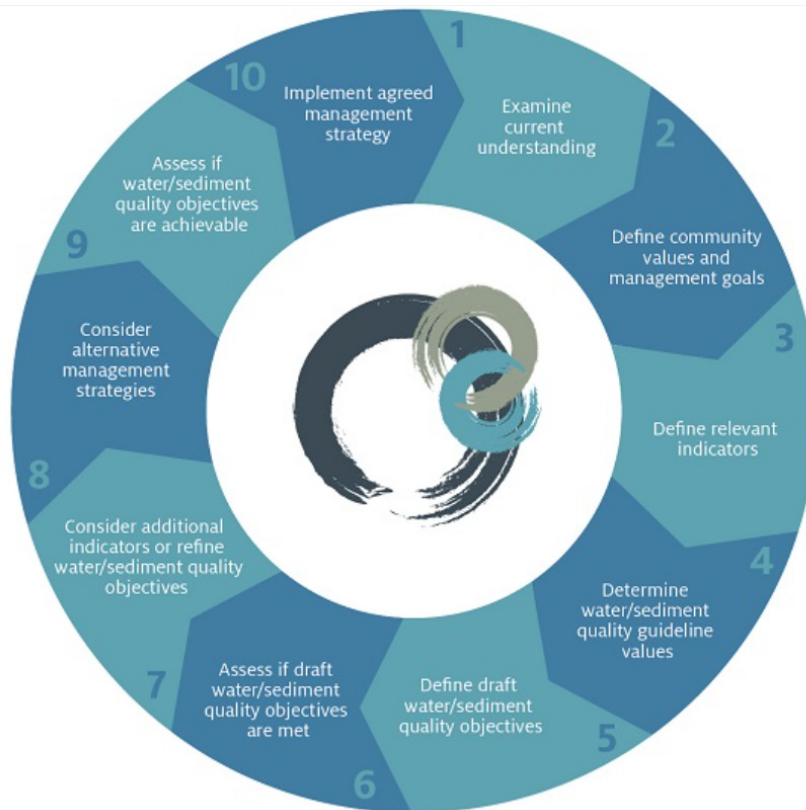 1
Examine
current
understanding
2
Define community
values and
management goals
3
Define relevant
indicators
4
Determine
water/sediment
quality guideline
values
5
Define draft
water/sediment
quality objectives
6
Assess if draft
water/sediment
quality objectives
are met
7
Consider additional
indicators or refine
water/sediment quality
objectives
8
Consider
alternative
management
strategies
9
Assess if
water/sediment
quality objectives
are achievable
10
Implement agreed
management
strategy